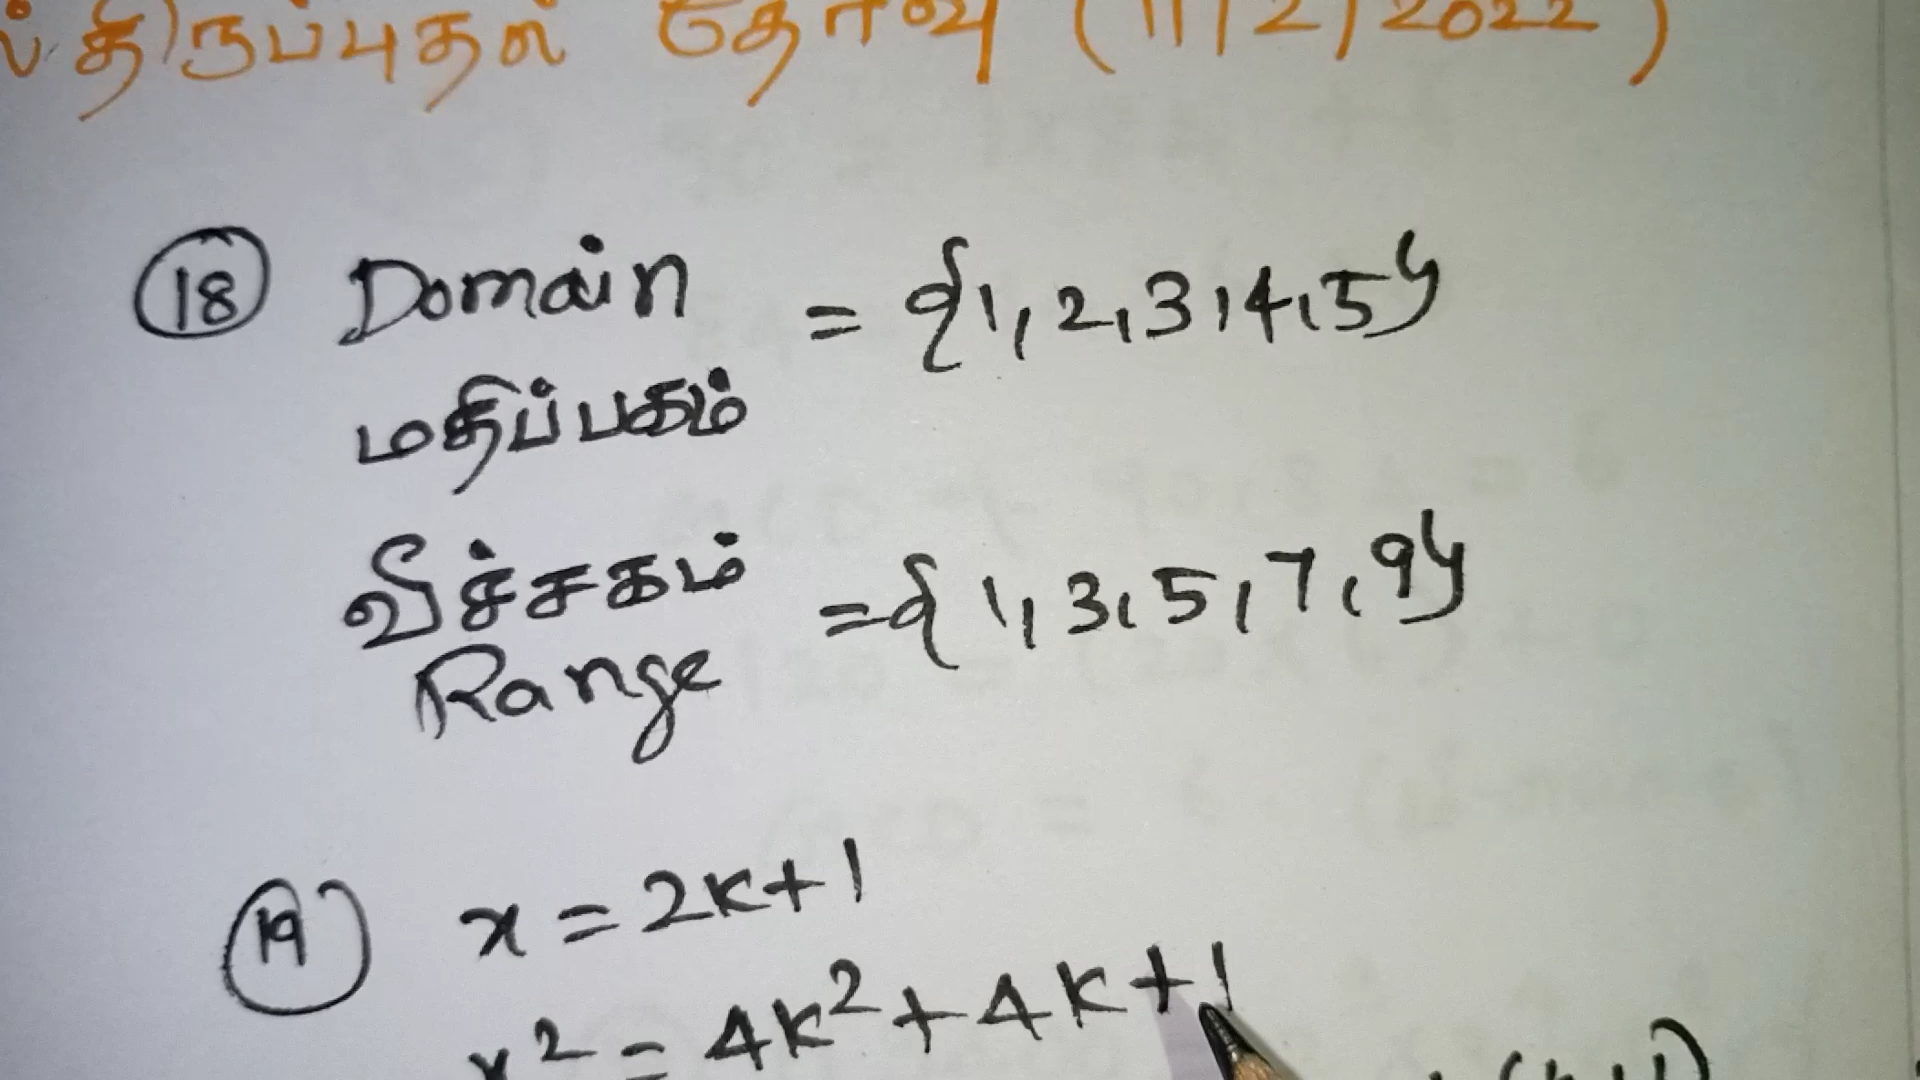 திருப்புதல் தேர்வு (11/2/2022)
18 Domain = {1, 2, 3, 4, 5}
மதிப்பகம்
வீச்சகம் = {1, 3, 5, 7, 9}
Range
19 x = 2k+1
x² = 4k² + 4k + 1